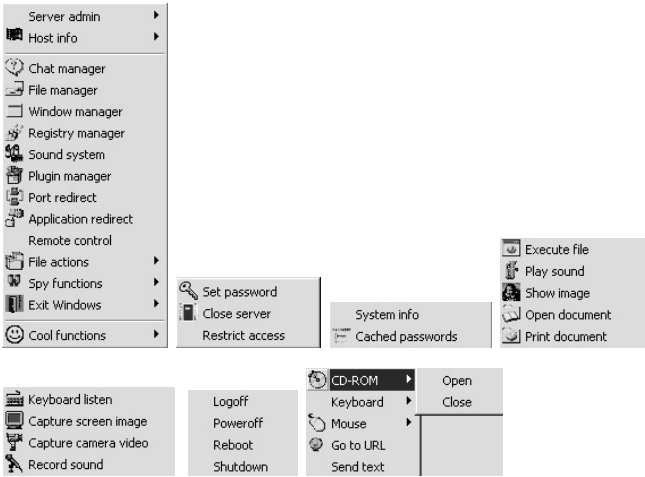 Server admin
Host info
Chat manager
File manager
Window manager
Registry manager
Sound system
Plugin manager
Port redirect
Application redirect
Remote control
File actions
Spy functions
Exit Windows
Cool functions
Set password
Close server
Restrict access
System info
Cached passwords
Execute file
Play sound
Show image
Open document
Print document
Keyboard listen
Capture screen image
Capture camera video
Record sound
Logoff
Poweroff
Reboot
Shutdown
CD-ROM
Keyboard
Mouse
Go to URL
Send text
Open
Close